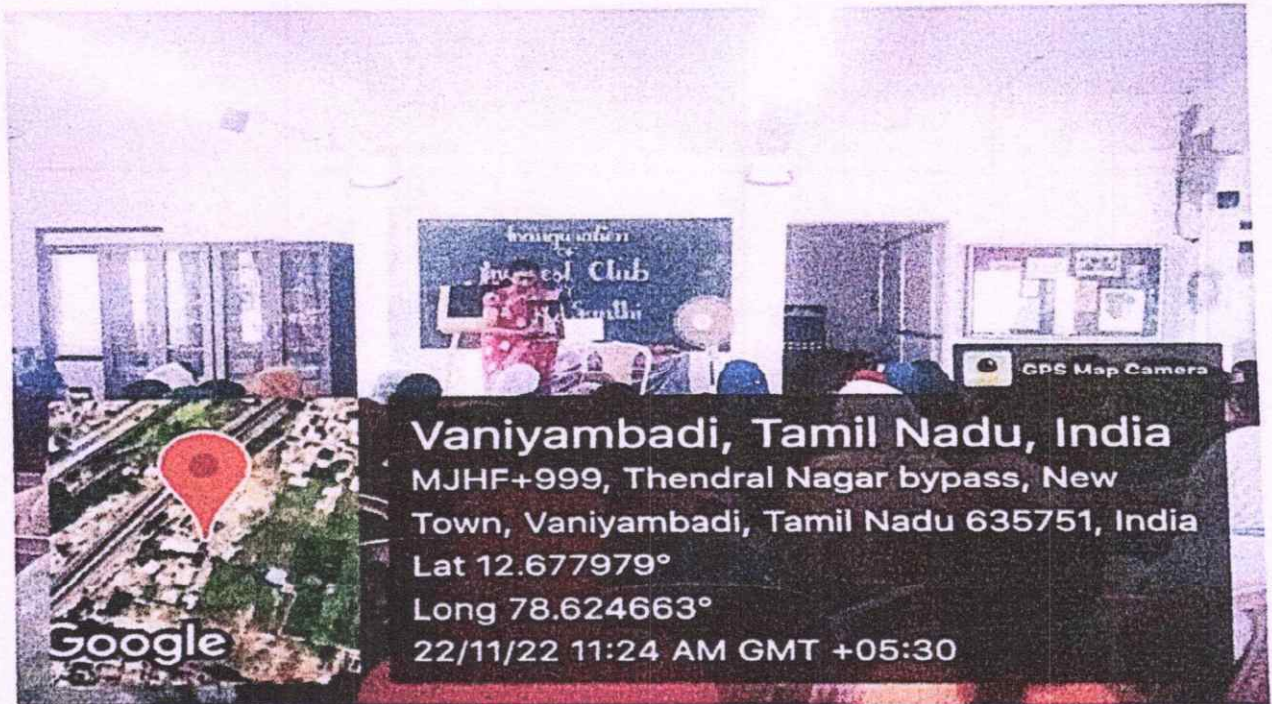 Inauguration
Club
GPS Map Camera
Vaniyambadi, Tamil Nadu, India
MJHF+999, Thendral Nagar bypass, New
Town, Vaniyambadi, Tamil Nadu 635751, India
Lat 12.677979°
Long 78.624663°
22/11/22 11:24 AM GMT +05:30
Google